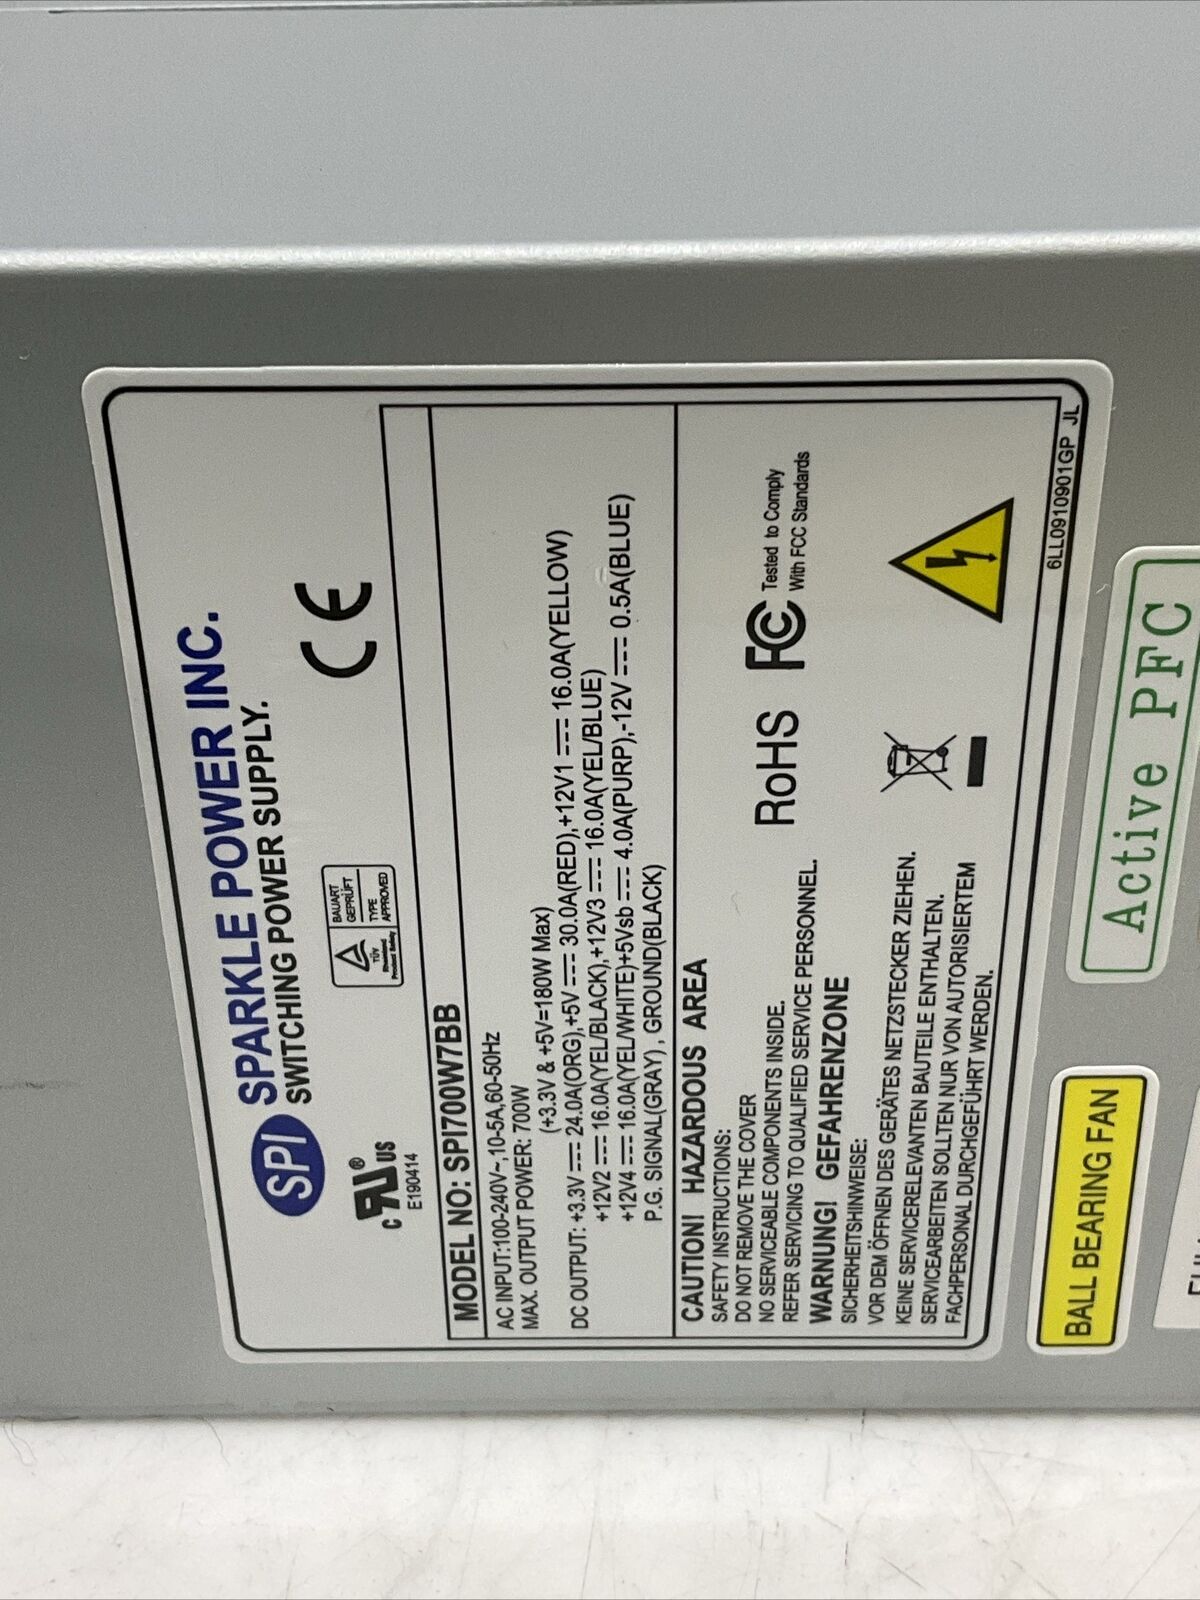 SPI
SPARKLE POWER INC.
SWITCHING POWER SUPPLY.
c RU® US
E190414
TÜV
Rheinland
Product Safety
BAUART
GEPRÜFT
TYPE
APPROVED
CE
MODEL NO: SPI700W7BB
AC INPUT:100-240V~,10-5A,60-50Hz
MAX. OUTPUT POWER: 700W
(+3.3V & +5V=180W Max)
DC OUTPUT: +3.3V ⎓ 24.0A(ORG),+5V ⎓ 30.0A(RED),+12V1 ⎓ 16.0A(YELLOW)
+12V2 ⎓ 16.0A(YEL/BLACK),+12V3 ⎓ 16.0A(YEL/BLUE)
+12V4 ⎓ 16.0A(YEL/WHITE)+5Vsb ⎓ 4.0A(PURP),-12V ⎓ 0.5A(BLUE)
P.G. SIGNAL(GRAY) , GROUND(BLACK)
CAUTION! HAZARDOUS AREA
SAFETY INSTRUCTIONS:
DO NOT REMOVE THE COVER
NO SERVICEABLE COMPONENTS INSIDE.
REFER SERVICING TO QUALIFIED SERVICE PERSONNEL.
WARNUNG! GEFAHRENZONE
SICHERHEITSHINWEISE:
VOR DEM ÖFFNEN DES GERÄTES NETZSTECKER ZIEHEN.
KEINE SERVICERELEVANTEN BAUTEILE ENTHALTEN.
SERVICEARBEITEN SOLLTEN NUR VON AUTORISIERTEM
FACHPERSONAL DURCHGEFÜHRT WERDEN.
RoHS
FC
Tested to Comply
With FCC Standards
6LL0910901GP JL
BALL BEARING FAN
Active PFC